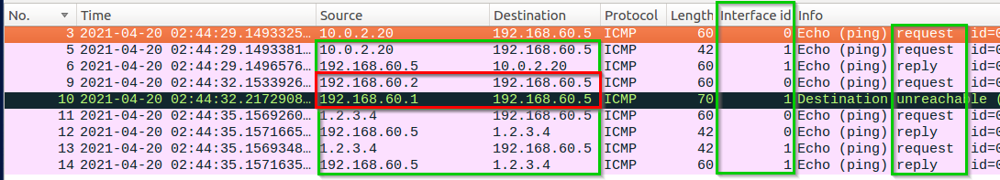 No. Time Source Destination Protocol Length Interface id Info
3 2021-04-20 02:44:29.1493325… 10.0.2.20 192.168.60.5 ICMP 60 0 Echo (ping) request id=0
5 2021-04-20 02:44:29.1493381… 10.0.2.20 192.168.60.5 ICMP 42 1 Echo (ping) request id=0
6 2021-04-20 02:44:29.1496576… 192.168.60.5 10.0.2.20 ICMP 60 1 Echo (ping) reply id=0
9 2021-04-20 02:44:32.1533926… 192.168.60.2 192.168.60.5 ICMP 60 0 Echo (ping) request id=0
10 2021-04-20 02:44:32.2172908… 192.168.60.1 192.168.60.5 ICMP 70 1 Destination unreachable (
11 2021-04-20 02:44:35.1569260… 1.2.3.4 192.168.60.5 ICMP 60 0 Echo (ping) request id=0
12 2021-04-20 02:44:35.1571665… 192.168.60.5 1.2.3.4 ICMP 42 0 Echo (ping) reply id=0
13 2021-04-20 02:44:35.1569348… 1.2.3.4 192.168.60.5 ICMP 42 1 Echo (ping) request id=0
14 2021-04-20 02:44:35.1571635… 192.168.60.5 1.2.3.4 ICMP 60 1 Echo (ping) reply id=0